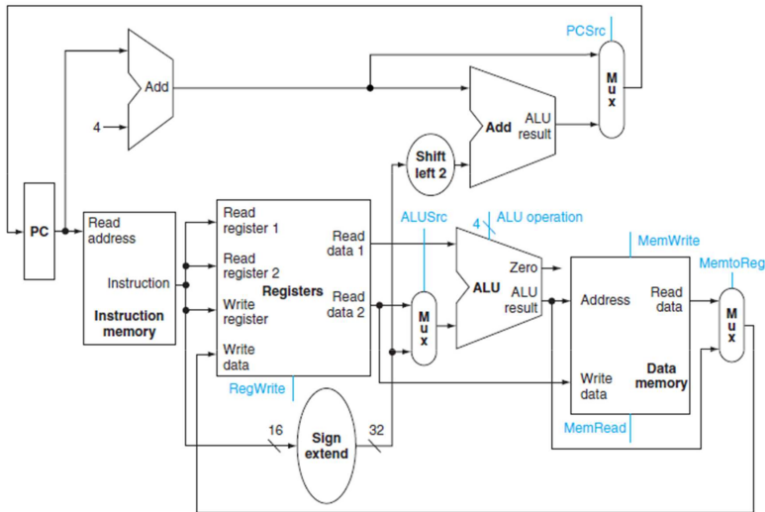 PCSrc
Add
4
M
u
x
Add
ALU
result
Shift
left 2
PC
Read
address
Instruction
Instruction
memory
Read
register 1
Read
register 2
Write
register
Write
data
Registers
Read
data 1
Read
data 2
RegWrite
ALUSrc
M
u
x
4
ALU operation
Zero
ALU
ALU
result
MemWrite
Address
Read
data
Write
data
Data
memory
MemRead
MemtoReg
M
u
x
16
Sign
extend
32